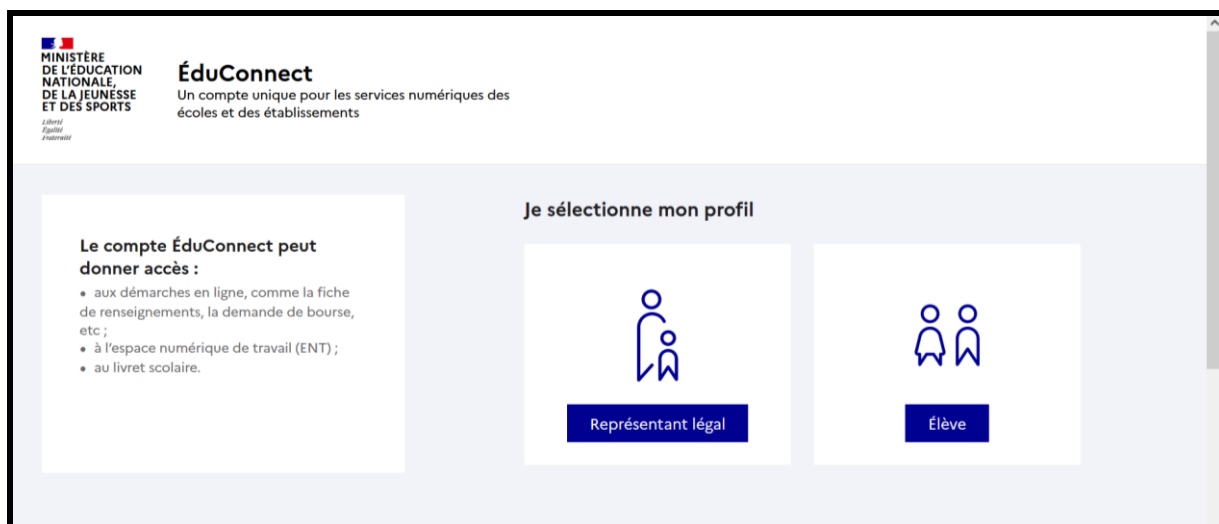 MINISTÈRE
DE L'ÉDUCATION
NATIONALE,
DE LA JEUNESSE
ET DES SPORTS
Liberté
Égalité
Fraternité
ÉduConnect
Un compte unique pour les services numériques des
écoles et des établissements
Le compte ÉduConnect peut
donner accès :
• aux démarches en ligne, comme la fiche
de renseignements, la demande de bourse,
etc ;
• à l'espace numérique de travail (ENT) ;
• au livret scolaire.
Je sélectionne mon profil
Représentant légal
Élève